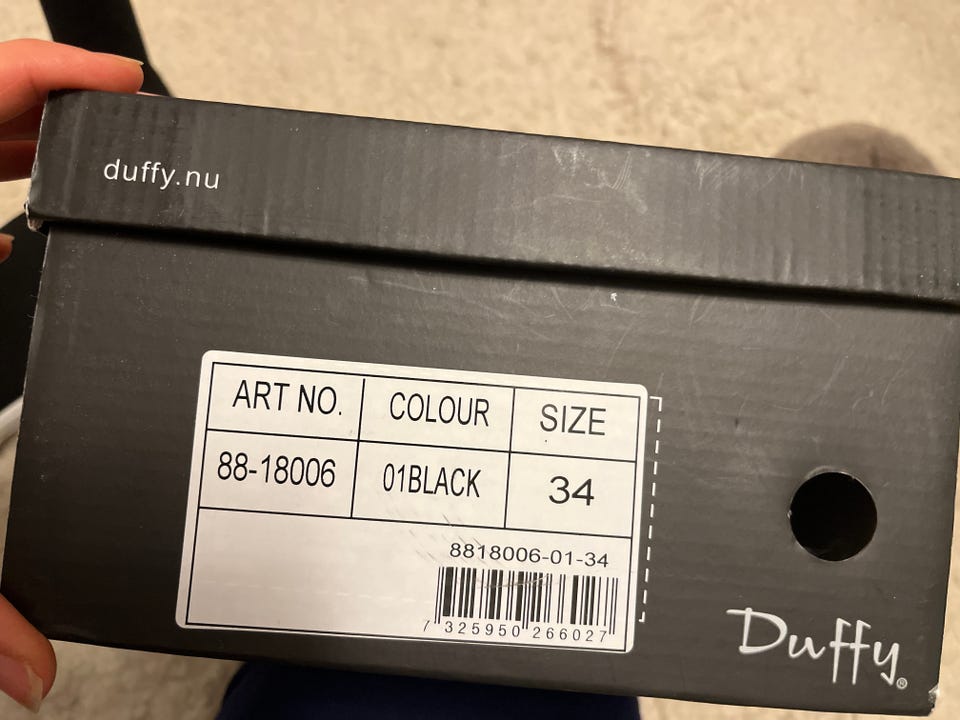 duffy.nu
ART NO. COLOUR SIZE
88-18006 01BLACK 34
8818006-01-34
7 325950 266027
Duffy®